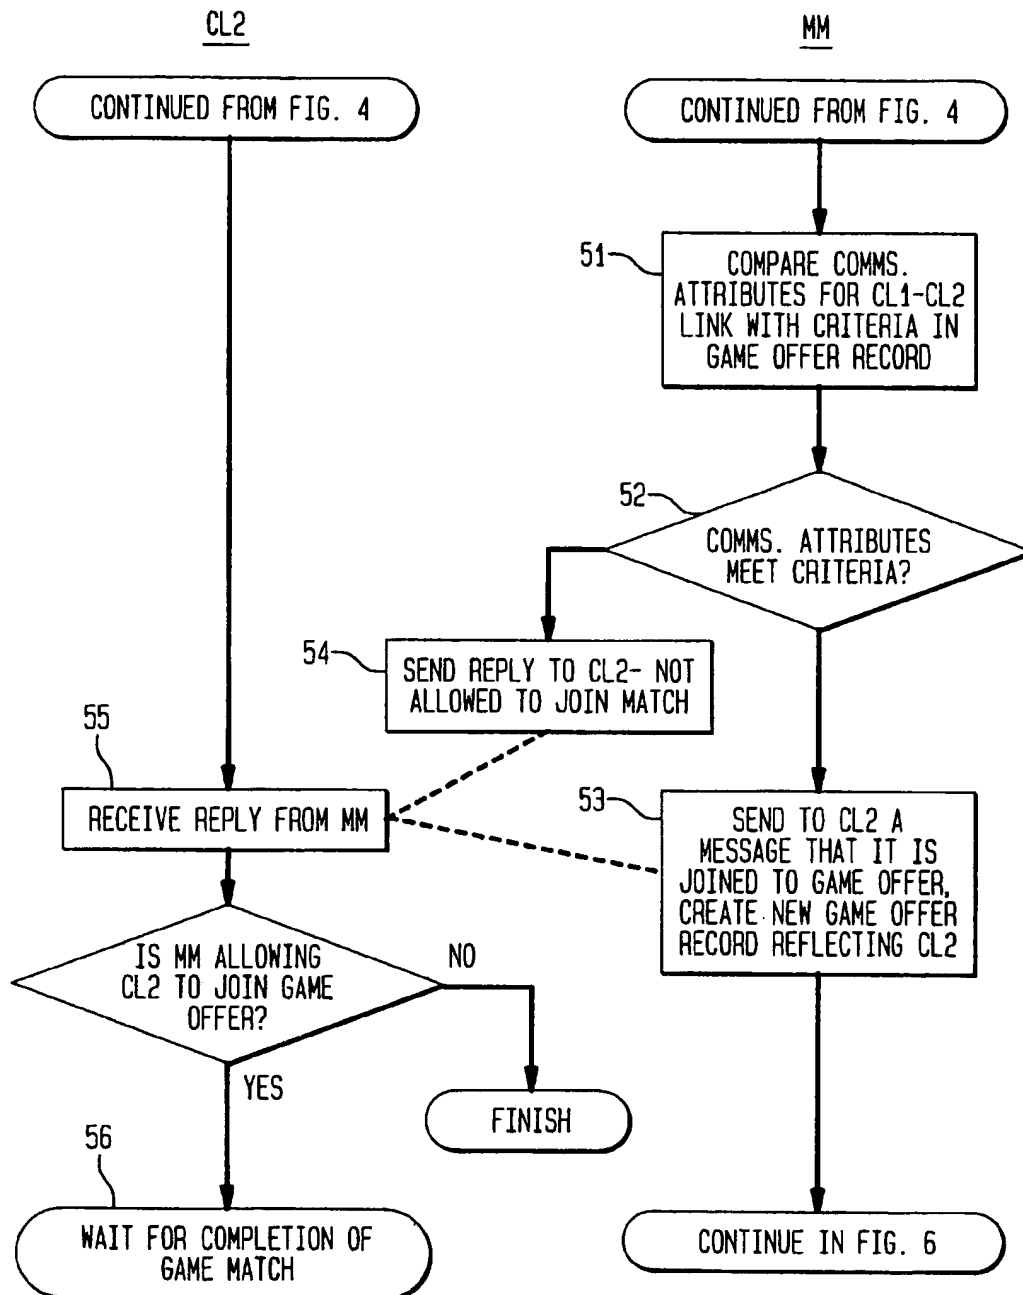 CL2
MM
CONTINUED FROM FIG. 4
CONTINUED FROM FIG. 4
51
COMPARE COMMS.
ATTRIBUTES FOR CL1-CL2
LINK WITH CRITERIA IN
GAME OFFER RECORD
52
COMMS. ATTRIBUTES
MEET CRITERIA?
54
SEND REPLY TO CL2- NOT
ALLOWED TO JOIN MATCH
55
RECEIVE REPLY FROM MM
53
SEND TO CL2 A
MESSAGE THAT IT IS
JOINED TO GAME OFFER,
CREATE NEW GAME OFFER
RECORD REFLECTING CL2
IS MM ALLOWING
CL2 TO JOIN GAME
OFFER?
NO
YES
FINISH
56
WAIT FOR COMPLETION OF
GAME MATCH
CONTINUE IN FIG. 6